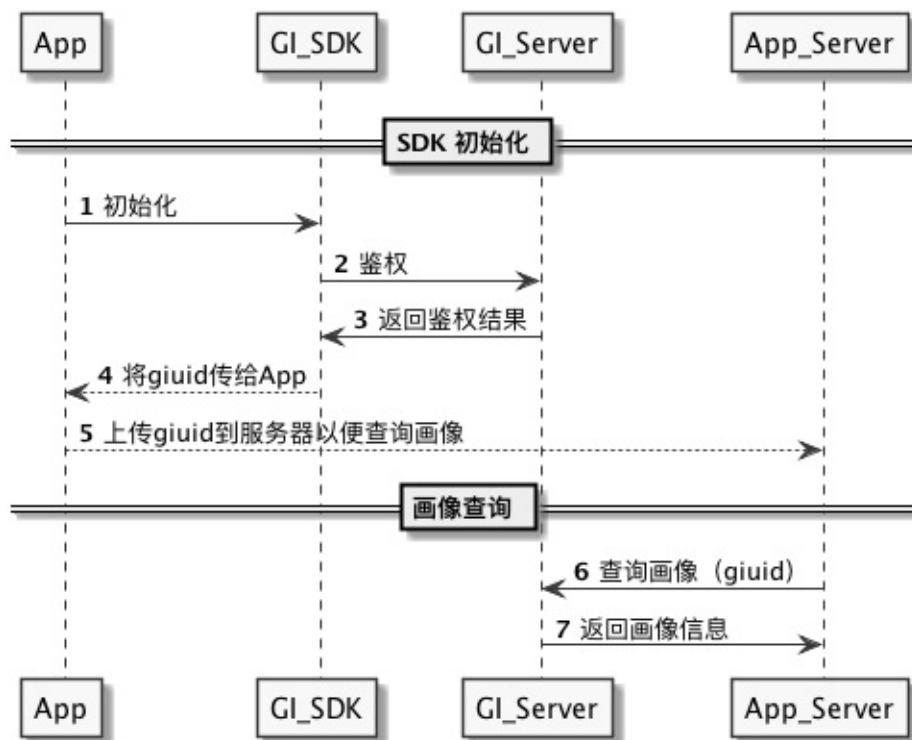 App GI_SDK GI_Server App_Server
SDK 初始化
1 初始化
2 鉴权
3 返回鉴权结果
4 将giuid传给App
5 上传giuid到服务器以便查询画像
画像查询
6 查询画像（giuid）
7 返回画像信息
App GI_SDK GI_Server App_Server